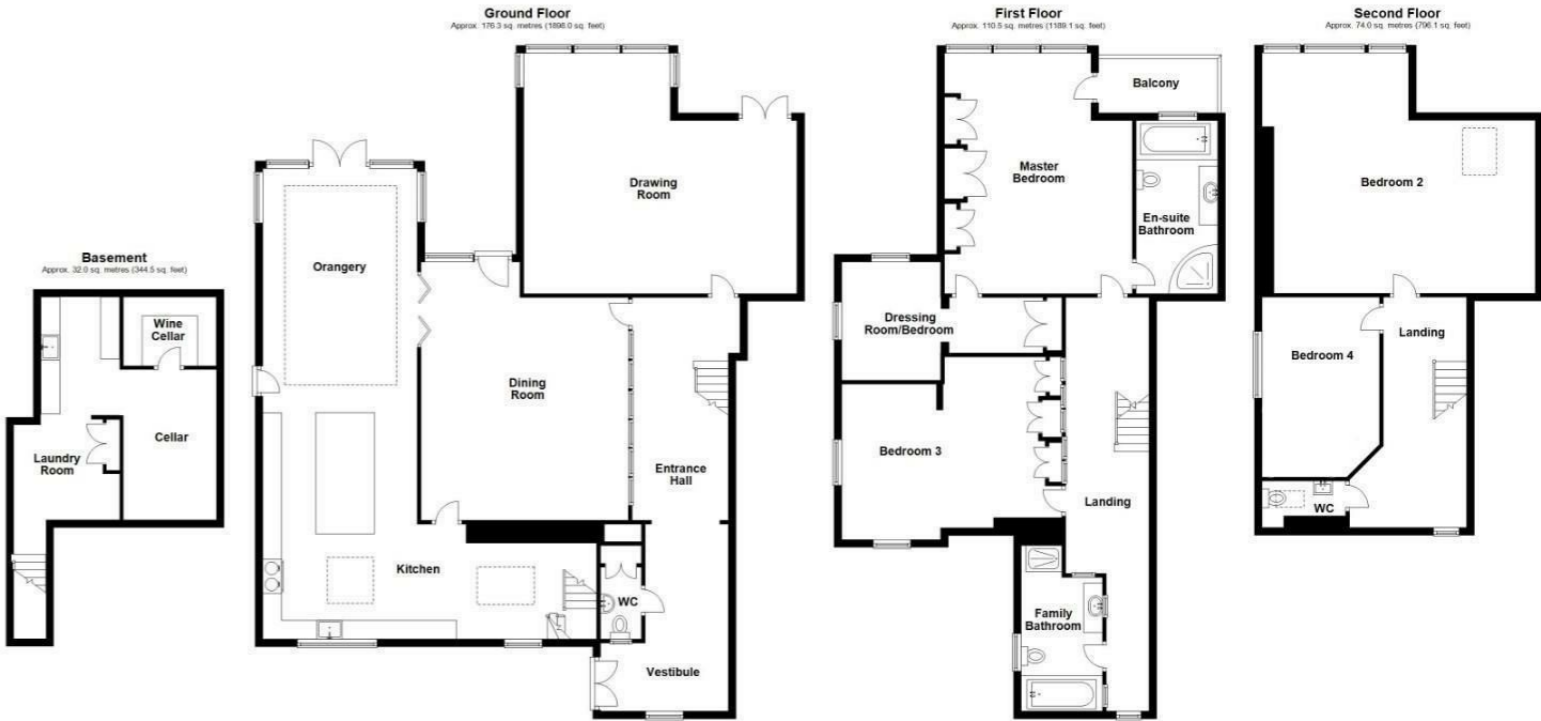 Ground Floor
Approx. 176.3 sq. metres (1898.0 sq. feet)
Drawing
Room
Orangery
Dining
Room
Entrance
Hall
Kitchen
WC
Vestibule
Basement
Approx. 32.0 sq. metres (344.5 sq. feet)
Wine
Cellar
Cellar
Laundry
Room
First Floor
Approx. 110.5 sq. metres (1189.1 sq. feet)
Balcony
Master
Bedroom
En-suite
Bathroom
Dressing
Room/Bedroom
Bedroom 3
Landing
Family
Bathroom
Second Floor
Approx. 74.0 sq. metres (796.1 sq. feet)
Bedroom 2
Landing
Bedroom 4
WC